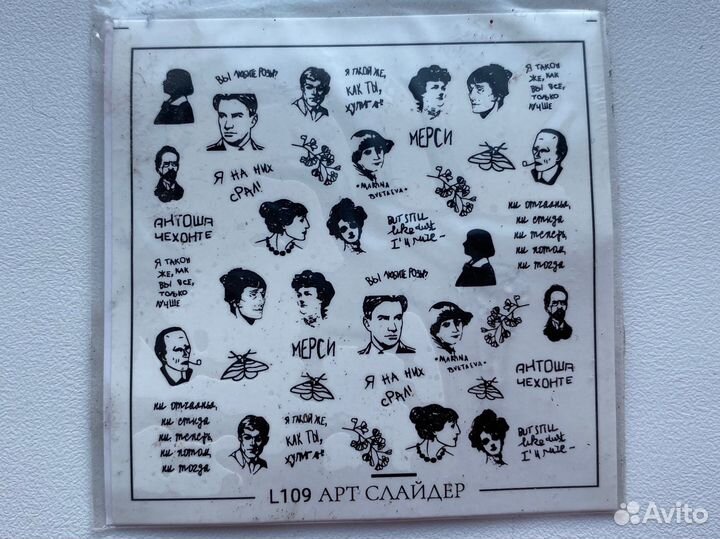 ВЫ ЛЮБИТЕ РОЗЫ?
Я ТАКОЙ ЖЕ,
КАК ТЫ,
ХУЛИГАН
Я ТАКОЙ
ЖЕ, КАК
ВЫ ВСЕ,
ТОЛЬКО
ЛУЧШЕ
МЕРСИ
Я НА НИХ
СРАЛ!
·MARINA
АНТОША
ЧЕХОНТЕ
BUT STILL
like dust
I'll rise~
ни отчаянья,
ни стыда
ни теперь,
ни потом,
ни тогда
Я ТАКОЙ
ЖЕ, КАК
ВЫ ВСЕ,
ТОЛЬКО
ЛУЧШЕ
ВЫ ЛЮБИТЕ РОЗЫ?
МЕРСИ
·MARINA
Я НА НИХ
СРАЛ!
АНТОША
ЧЕХОНТЕ
ни отчаянья,
ни стыда
ни теперь,
ни потом,
ни тогда
Я ТАКОЙ ЖЕ,
КАК ТЫ,
ХУЛИГАН
BUT STILL
like dust
I'll rise~
L109 АРТ СЛАЙДЕР
Avito